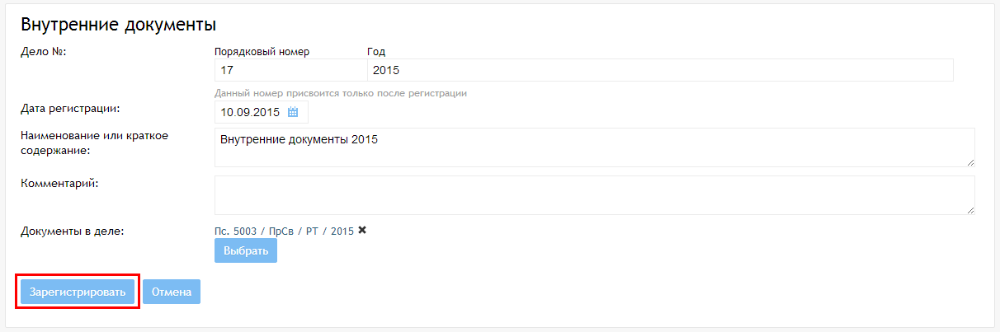 Внутренние документы
Дело №:
Порядковый номер Год
17 2015
Данный номер присвоится только после регистрации
Дата регистрации:
10.09.2015
Наименование или краткое
содержание:
Внутренние документы 2015
Комментарий:
Документы в деле:
Пс. 5003 / ПрСв / РТ / 2015
Выбрать
Зарегистрировать Отмена